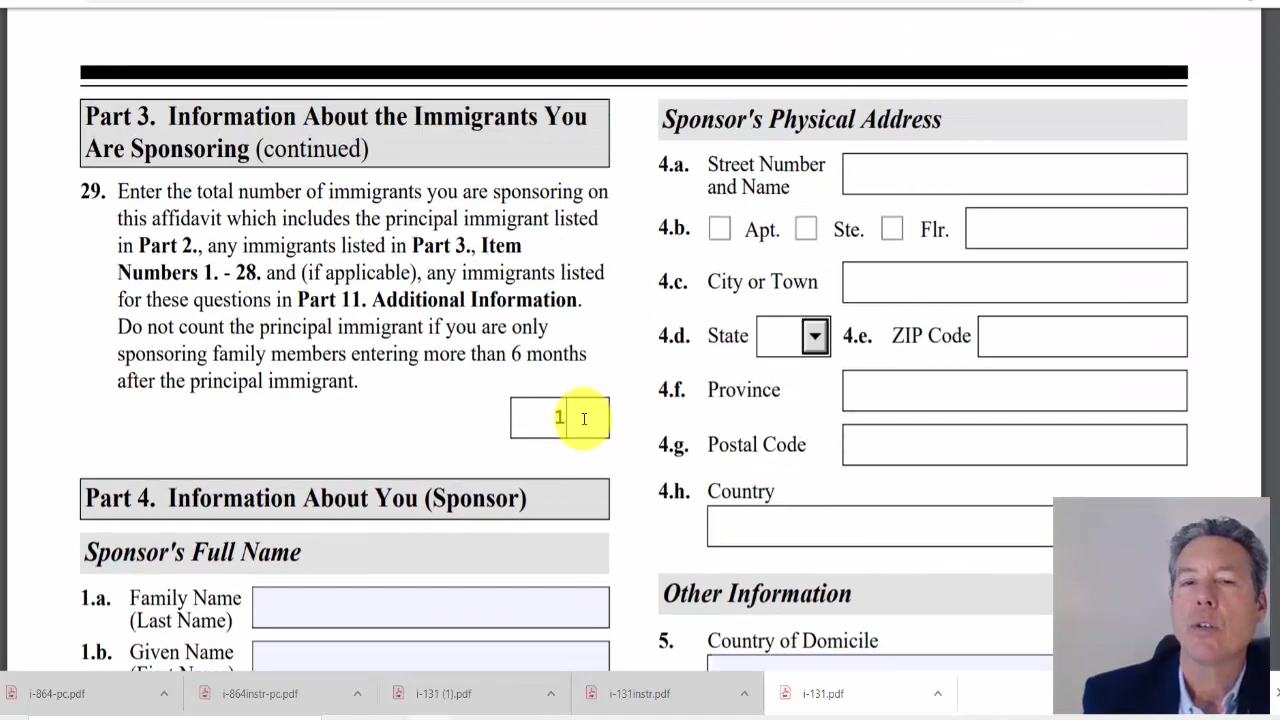 Part 3.  Information About the Immigrants You
Are Sponsoring (continued)
29. Enter the total number of immigrants you are sponsoring on
this affidavit which includes the principal immigrant listed
in Part 2., any immigrants listed in Part 3., Item
Numbers 1. - 28. and (if applicable), any immigrants listed
for these questions in Part 11. Additional Information.
Do not count the principal immigrant if you are only
sponsoring family members entering more than 6 months
after the principal immigrant.
1
Part 4.  Information About You (Sponsor)
Sponsor's Full Name
1.a. Family Name
(Last Name)
1.b. Given Name
(First Name)
Sponsor's Physical Address
4.a. Street Number
and Name
4.b. Apt. Ste. Flr.
4.c. City or Town
4.d. State 4.e. ZIP Code
4.f. Province
4.g. Postal Code
4.h. Country
Other Information
5. Country of Domicile
i-864-pc.pdf i-864instr-pc.pdf i-131 (1).pdf i-131instr.pdf i-131.pdf